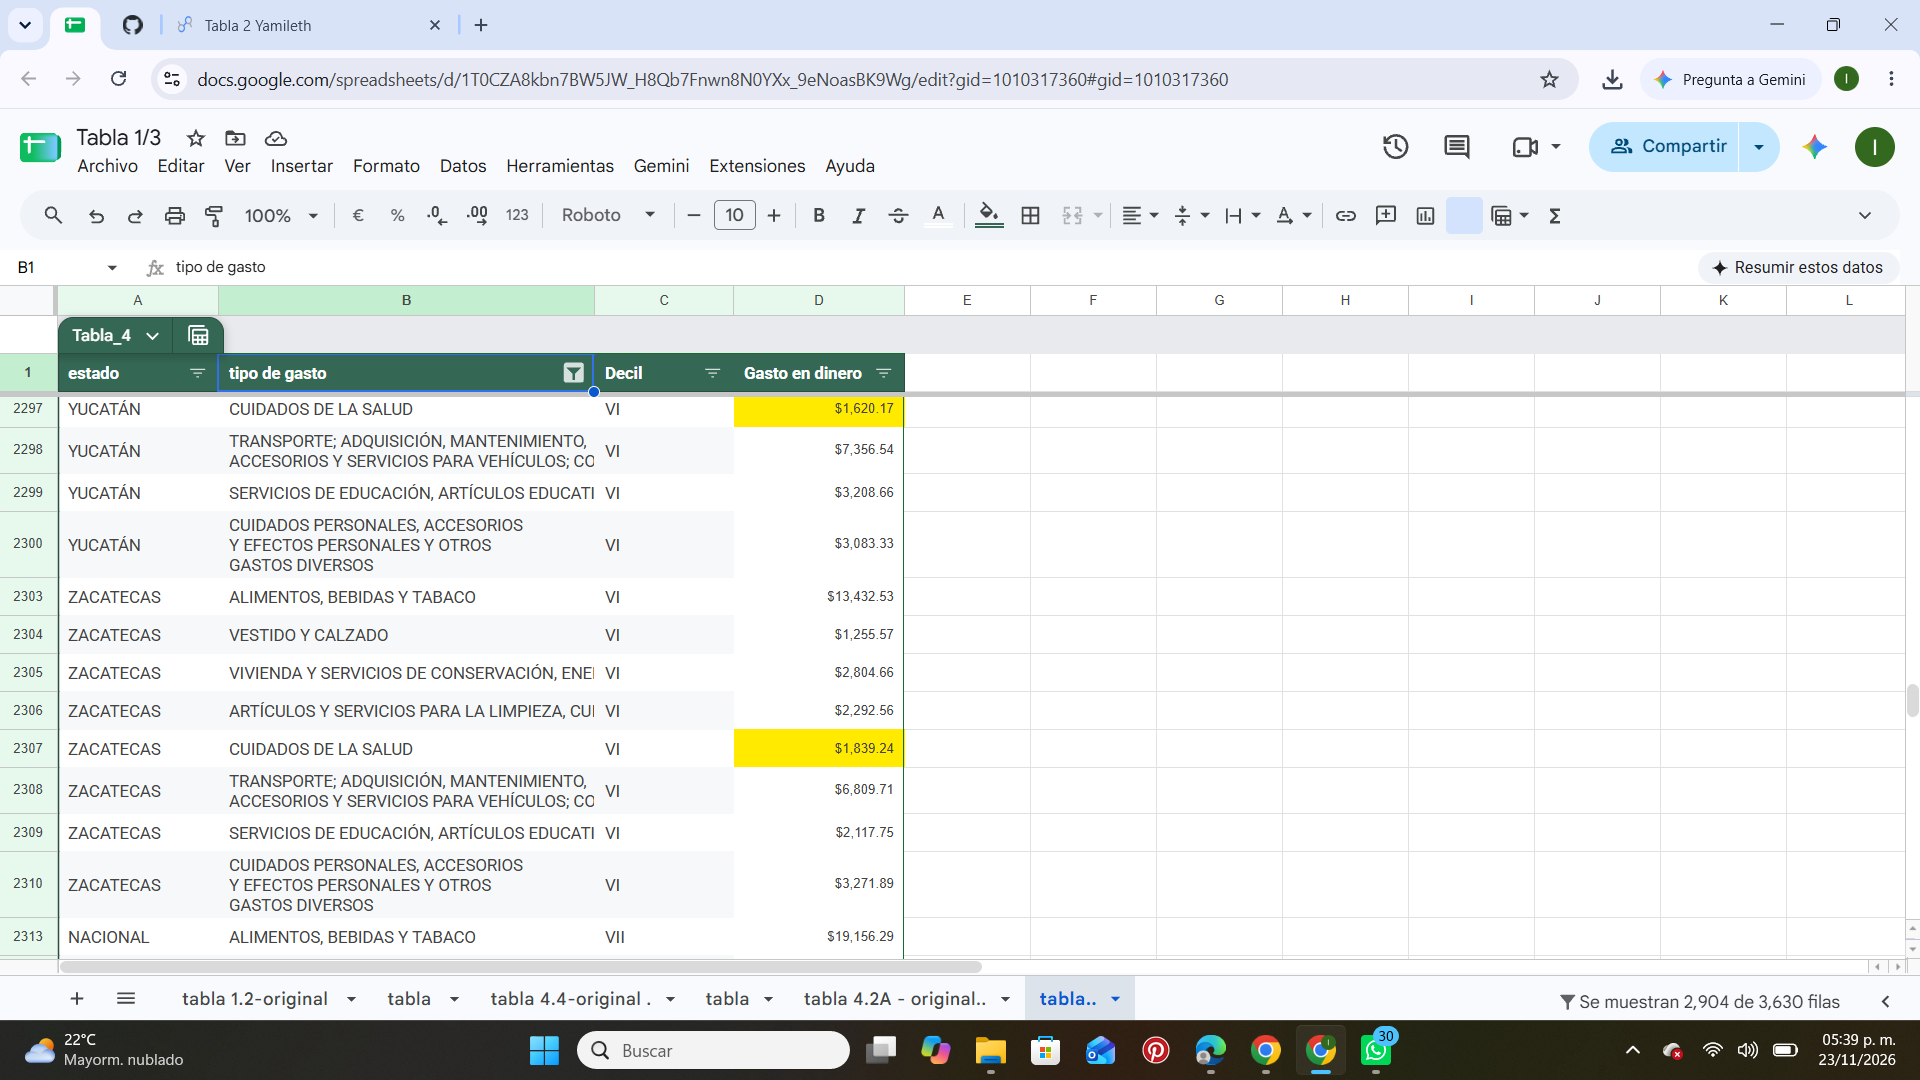 Tabla 2 Yamileth
docs.google.com/spreadsheets/d/1T0CZA8kbn7BW5JW_H8Qb7Fnwn8N0YXx_9eNoasBK9Wg/edit?gid=1010317360#gid=1010317360
Pregunta a Gemini
I
Tabla 1/3
Archivo Editar Ver Insertar Formato Datos Herramientas Gemini Extensiones Ayuda
Compartir
I
100% € % .0 .00 123 Roboto 10 B I S A
B1 fx tipo de gasto
Resumir estos datos
A B C D E F G H I J K L
Tabla_4
1 estado tipo de gasto Decil Gasto en dinero
2297 YUCATÁN CUIDADOS DE LA SALUD VI $1,620.17
2298 YUCATÁN TRANSPORTE; ADQUISICIÓN, MANTENIMIENTO,
ACCESORIOS Y SERVICIOS PARA VEHÍCULOS; CO VI $7,356.54
2299 YUCATÁN SERVICIOS DE EDUCACIÓN, ARTÍCULOS EDUCATI VI $3,208.66
2300 YUCATÁN CUIDADOS PERSONALES, ACCESORIOS
Y EFECTOS PERSONALES Y OTROS
GASTOS DIVERSOS VI $3,083.33
2303 ZACATECAS ALIMENTOS, BEBIDAS Y TABACO VI $13,432.53
2304 ZACATECAS VESTIDO Y CALZADO VI $1,255.57
2305 ZACATECAS VIVIENDA Y SERVICIOS DE CONSERVACIÓN, ENE VI $2,804.66
2306 ZACATECAS ARTÍCULOS Y SERVICIOS PARA LA LIMPIEZA, CUI VI $2,292.56
2307 ZACATECAS CUIDADOS DE LA SALUD VI $1,839.24
2308 ZACATECAS TRANSPORTE; ADQUISICIÓN, MANTENIMIENTO,
ACCESORIOS Y SERVICIOS PARA VEHÍCULOS; CO VI $6,809.71
2309 ZACATECAS SERVICIOS DE EDUCACIÓN, ARTÍCULOS EDUCATI VI $2,117.75
2310 ZACATECAS CUIDADOS PERSONALES, ACCESORIOS
Y EFECTOS PERSONALES Y OTROS
GASTOS DIVERSOS VI $3,271.89
2313 NACIONAL ALIMENTOS, BEBIDAS Y TABACO VII $19,156.29
tabla 1.2-original tabla tabla 4.4-original . tabla tabla 4.2A - original.. tabla..
Se muestran 2,904 de 3,630 filas
22°C
Mayorm. nublado
Buscar
30
05:39 p. m.
23/11/2026